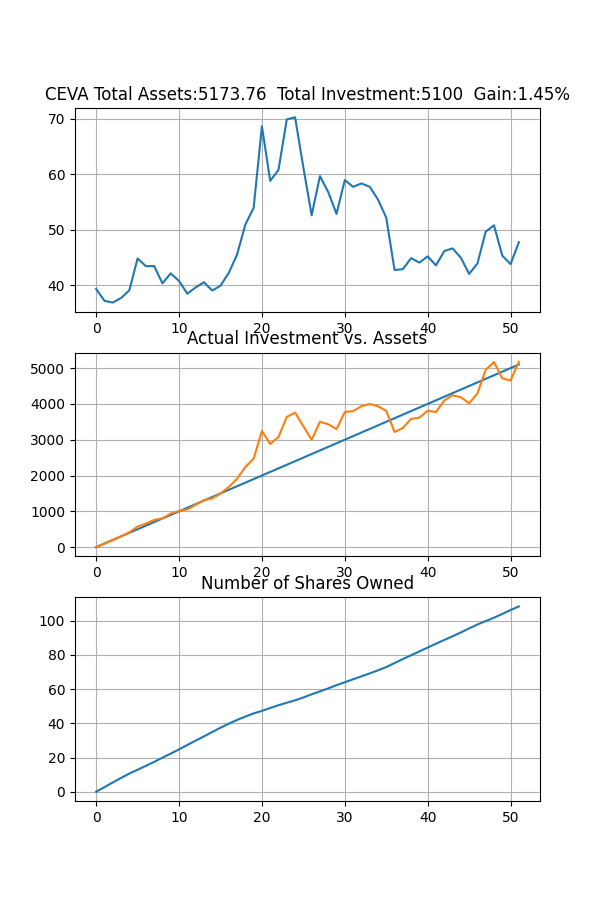 CEVA Total Assets:5173.76  Total Investment:5100  Gain:1.45%
70
60
50
40
0 10 20 30 40 50
Actual Investment vs. Assets
5000
4000
3000
2000
1000
0
0 10 20 30 40 50
Number of Shares Owned
100
80
60
40
20
0
0 10 20 30 40 50